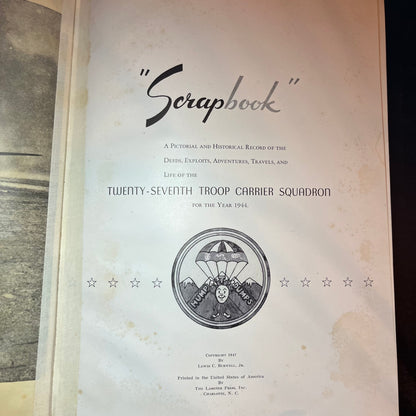 "Scrapbook"
A Pictorial and Historical Record of the
Deeds, Exploits, Adventures, Travels, and
Life of the
TWENTY-SEVENTH TROOP CARRIER SQUADRON
for the Year 1944.
Copyright 1947
By
Lewis C. Burwell, Jr.
Printed in the United States of America
By
The Lassiter Press, Inc.
Charlotte, N. C.